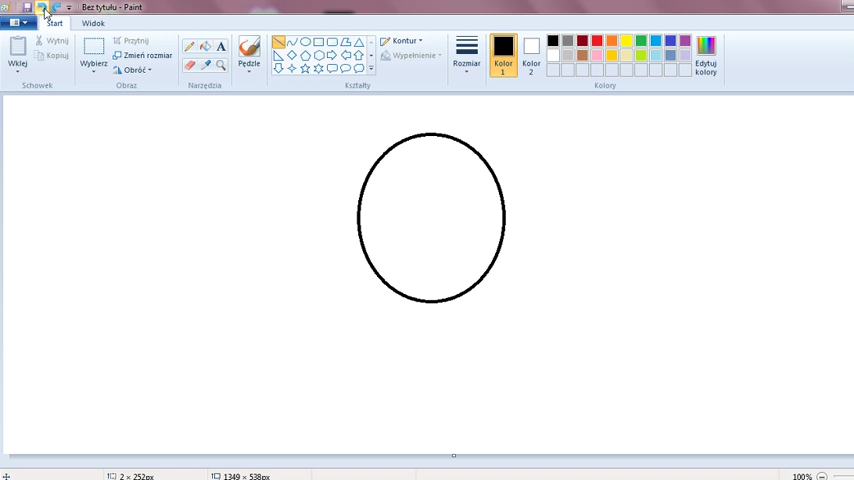 Bez tytułu - Paint
Start Widok
Wklej
Wytnij
Kopiuj
Schowek
Wybierz
Przytnij
Zmień rozmiar
Obróć
Obraz
A
Narzędzia
Pędzle
Kształty
Kontur
Wypełnienie
Rozmiar
Kolor 1
Kolor 2
Edytuj kolory
Kolory
2 × 252px
1349 × 538px
100%